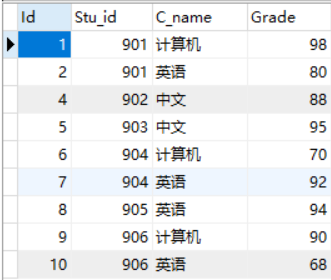 Id Stu_id C_name Grade
1 901 计算机 98
2 901 英语 80
4 902 中文 88
5 903 中文 95
6 904 计算机 70
7 904 英语 92
8 905 英语 94
9 906 计算机 90
10 906 英语 68